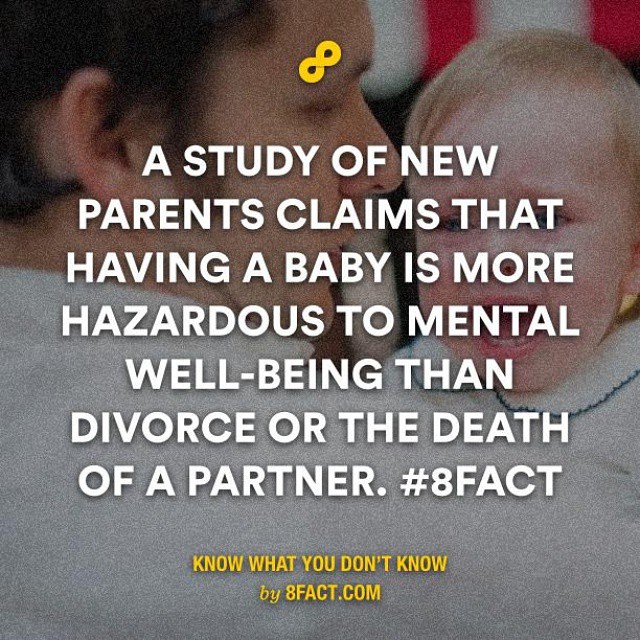 A STUDY OF NEW
PARENTS CLAIMS THAT
HAVING A BABY IS MORE
HAZARDOUS TO MENTAL
WELL-BEING THAN
DIVORCE OR THE DEATH
OF A PARTNER. #8FACT
KNOW WHAT YOU DON'T KNOW
by 8FACT.COM